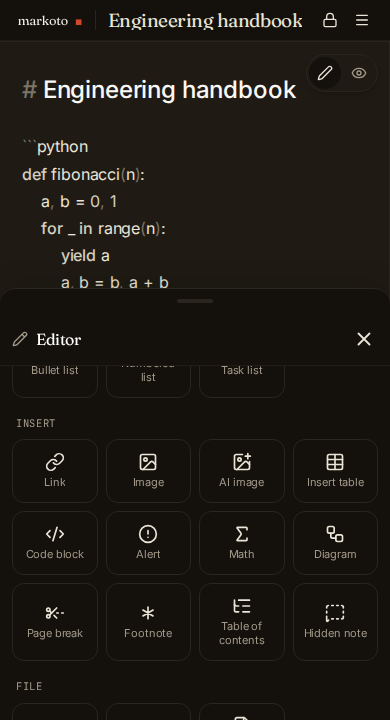 markoto
Engineering handbook
# Engineering handbook
```python
def fibonacci(n):
a, b = 0, 1
for _ in range(n):
yield a
a, b = b, a + b
Editor
Bullet list
Numbered list
Task list
INSERT
Link
Image
AI image
Insert table
Code block
Alert
Math
Diagram
Page break
Footnote
Table of
contents
Hidden note
FILE